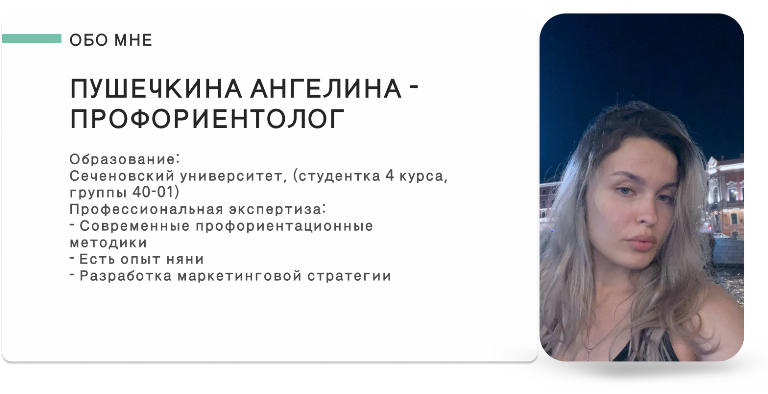 ОБО МНЕ
ПУШЕЧКИНА АНГЕЛИНА -
ПРОФОРИЕНТОЛОГ
Образование:
Сеченовский университет, (студентка 4 курса,
группы 40-01)
Профессиональная экспертиза:
- Современные профориентационные
методики
- Есть опыт няни
- Разработка маркетинговой стратегии